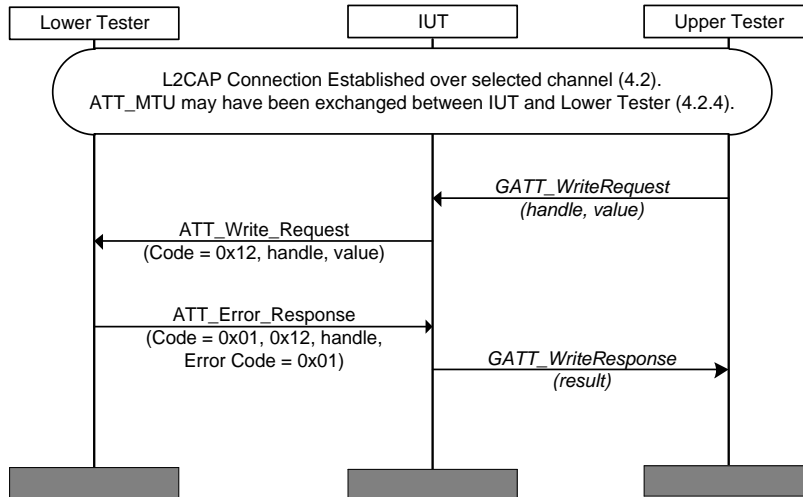 Lower Tester
IUT
Upper Tester
L2CAP Connection Established over selected channel (4.2).
ATT_MTU may have been exchanged between IUT and Lower Tester (4.2.4).
GATT_WriteRequest
(handle, value)
ATT_Write_Request
(Code = 0x12, handle, value)
ATT_Error_Response
(Code = 0x01, 0x12, handle,
Error Code = 0x01)
GATT_WriteResponse
(result)